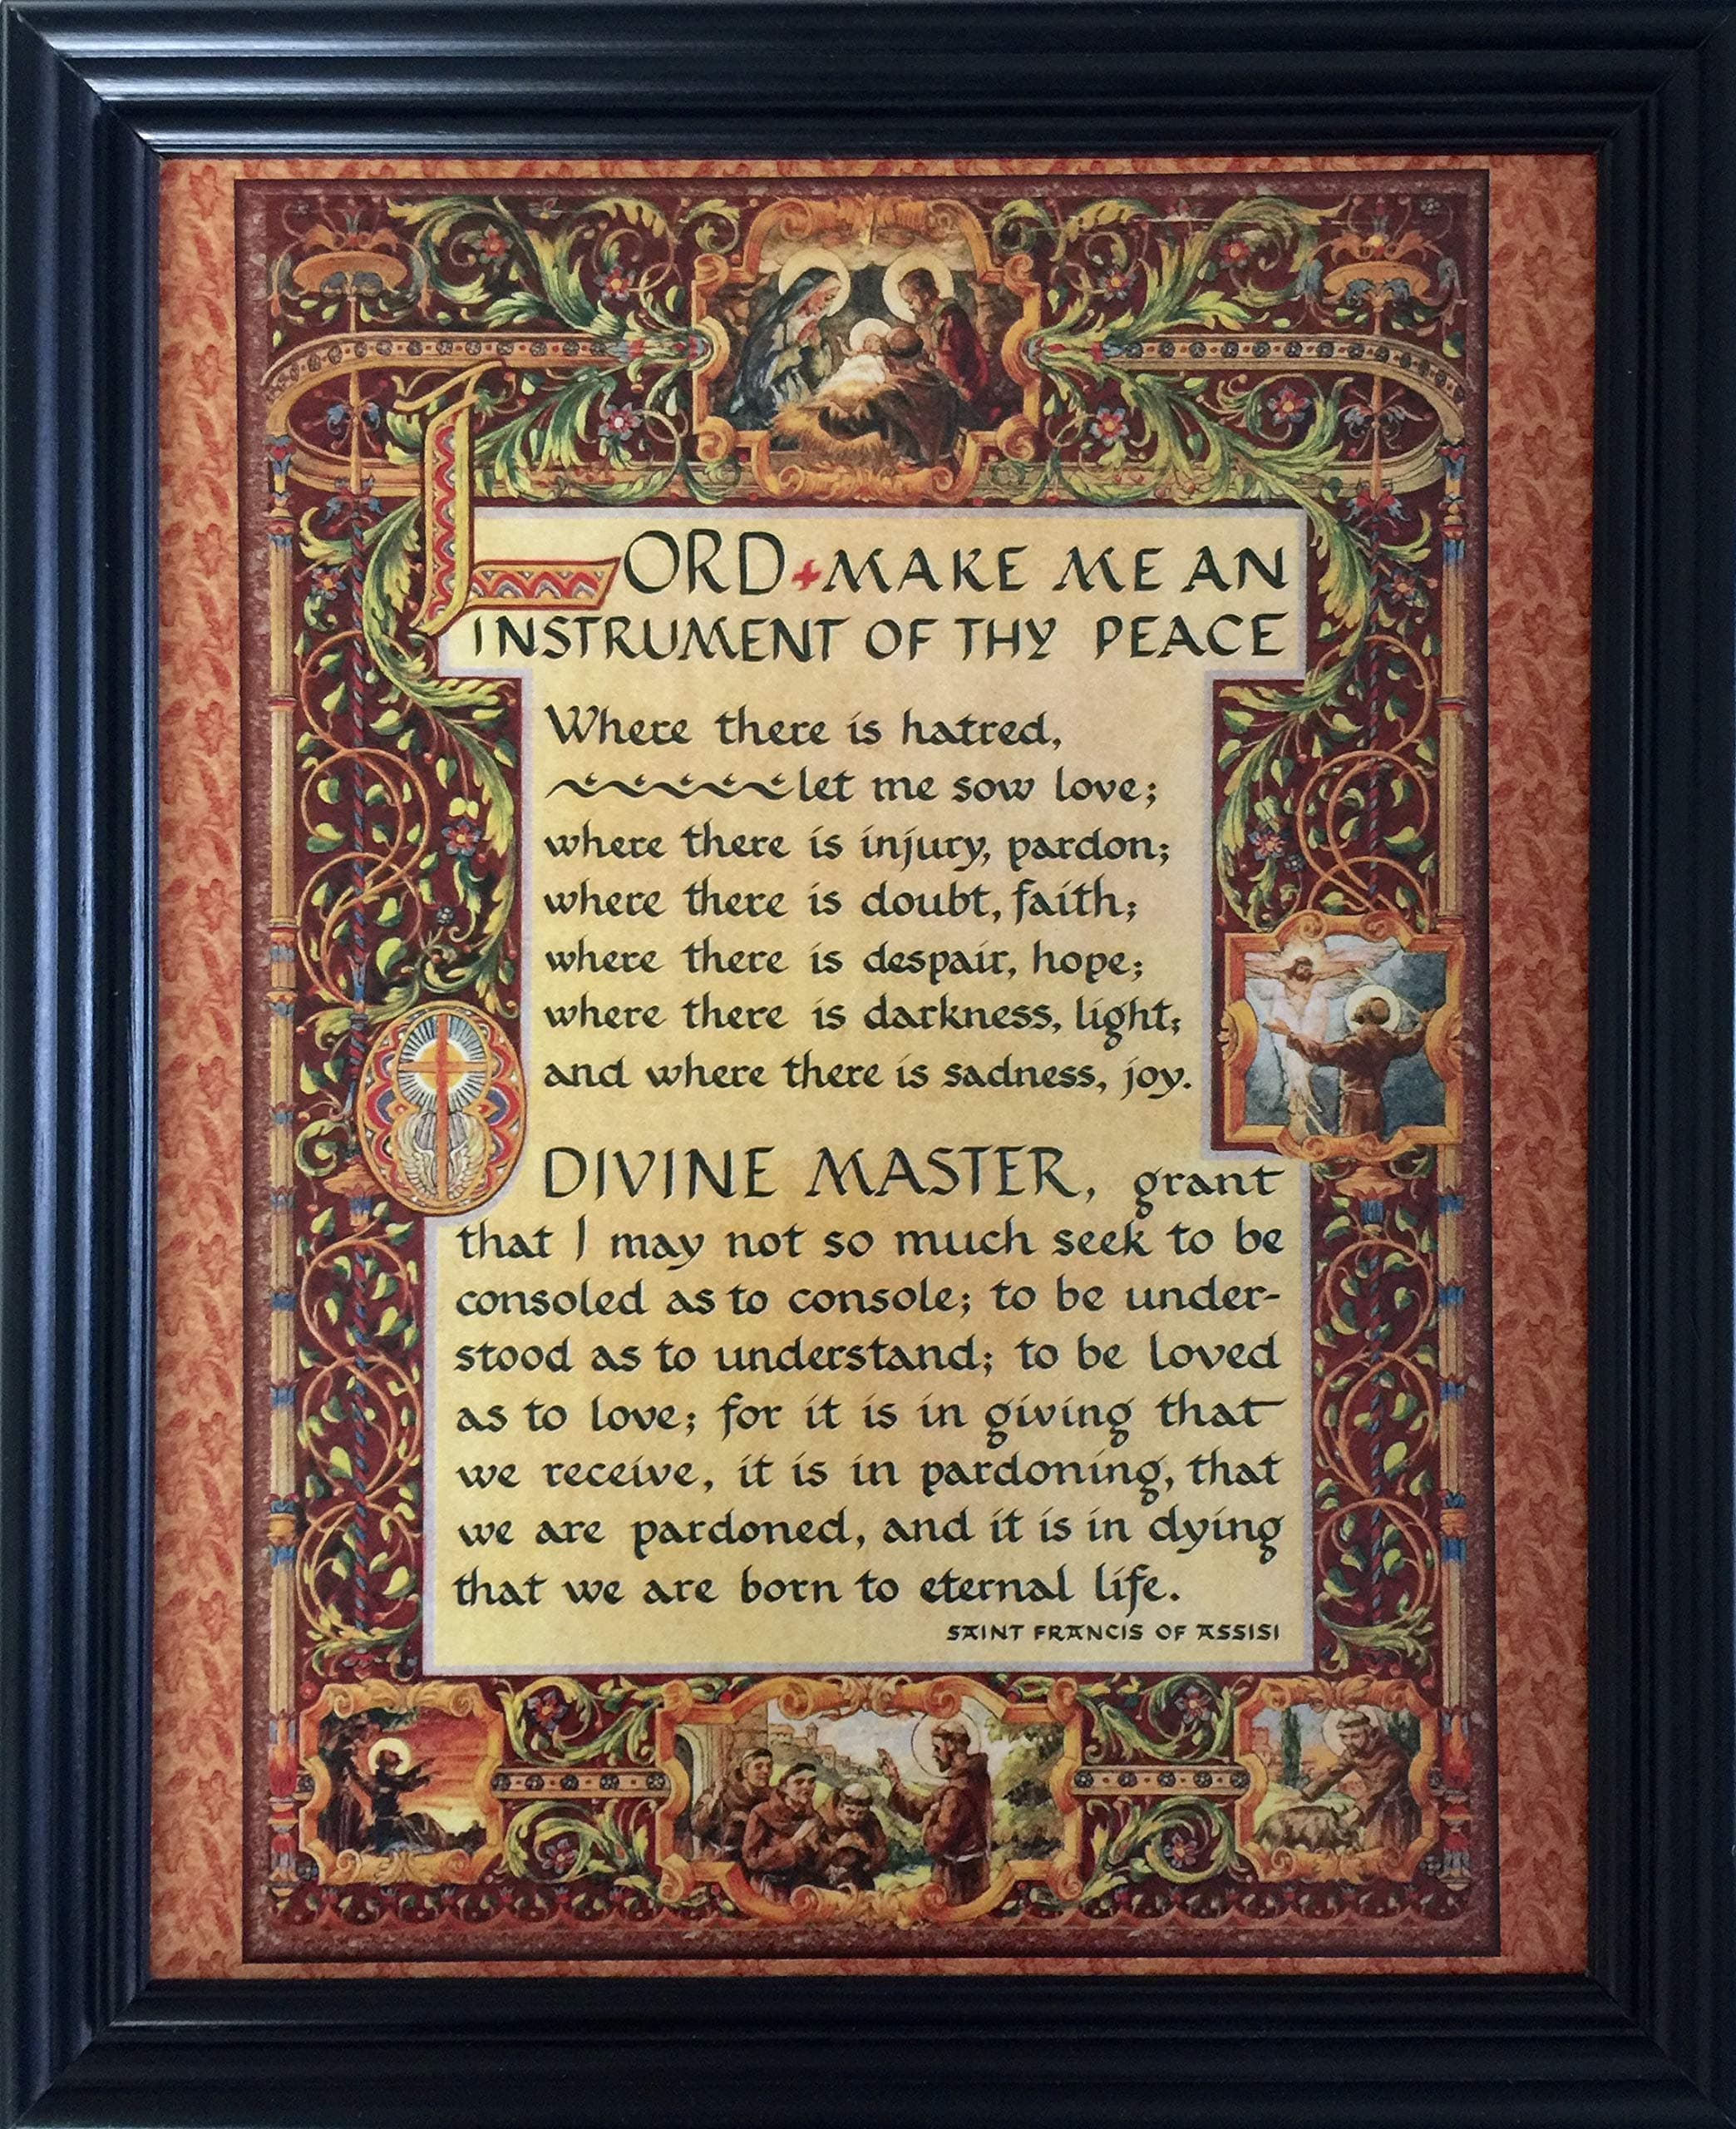 LORD + MAKE ME AN
INSTRUMENT OF THY PEACE
Where there is hatred,
let me sow love;
where there is injury, pardon;
where there is doubt, faith;
where there is despair, hope;
where there is darkness, light;
and where there is sadness, joy.
DIVINE MASTER, grant
that I may not so much seek to be
consoled as to console; to be under-
stood as to understand; to be loved
as to love; for it is in giving that
we receive, it is in pardoning, that
we are pardoned, and it is in dying
that we are born to eternal life.
SAINT FRANCIS OF ASSISI